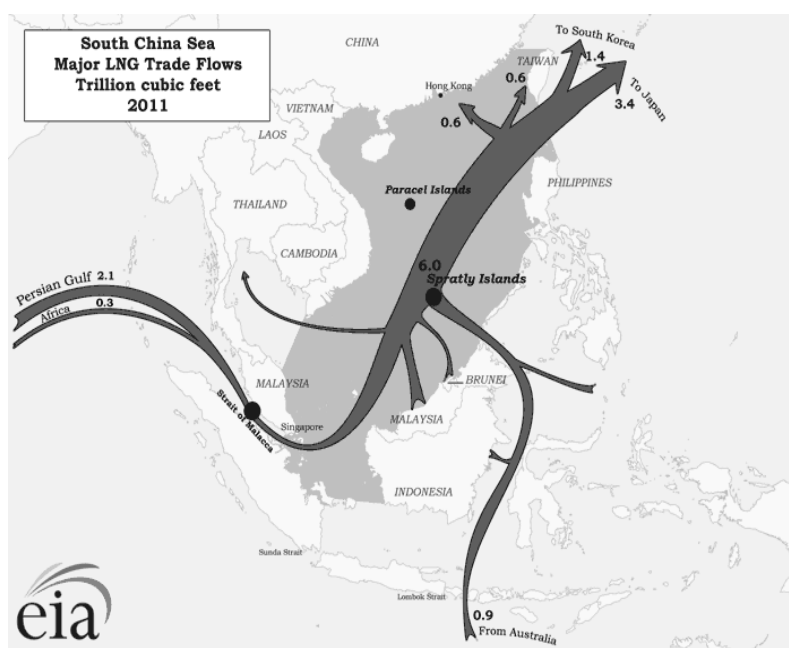 South China Sea
Major LNG Trade Flows
Trillion cubic feet
2011
CHINA
To South Korea
1.4
TAIWAN
0.6
To Japan
3.4
Hong Kong
0.6
VIETNAM
LAOS
Paracel Islands
PHILIPPINES
THAILAND
CAMBODIA
6.0
Spratly Islands
Persian Gulf 2.1
Africa
0.3
MALAYSIA
BRUNEI
Strait of Malacca
Singapore
MALAYSIA
INDONESIA
Sunda Strait
Lombok Strait
0.9
From Australia
eia